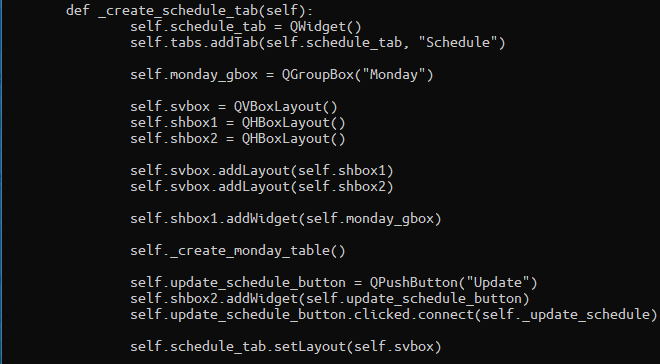 def _create_schedule_tab(self):
self.schedule_tab = QWidget()
self.tabs.addTab(self.schedule_tab, "Schedule")
self.monday_gbox = QGroupBox("Monday")
self.svbox = QVBoxLayout()
self.shbox1 = QHBoxLayout()
self.shbox2 = QHBoxLayout()
self.svbox.addLayout(self.shbox1)
self.svbox.addLayout(self.shbox2)
self.shbox1.addWidget(self.monday_gbox)
self._create_monday_table()
self.update_schedule_button = QPushButton("Update")
self.shbox2.addWidget(self.update_schedule_button)
self.update_schedule_button.clicked.connect(self._update_schedule)
self.schedule_tab.setLayout(self.svbox)